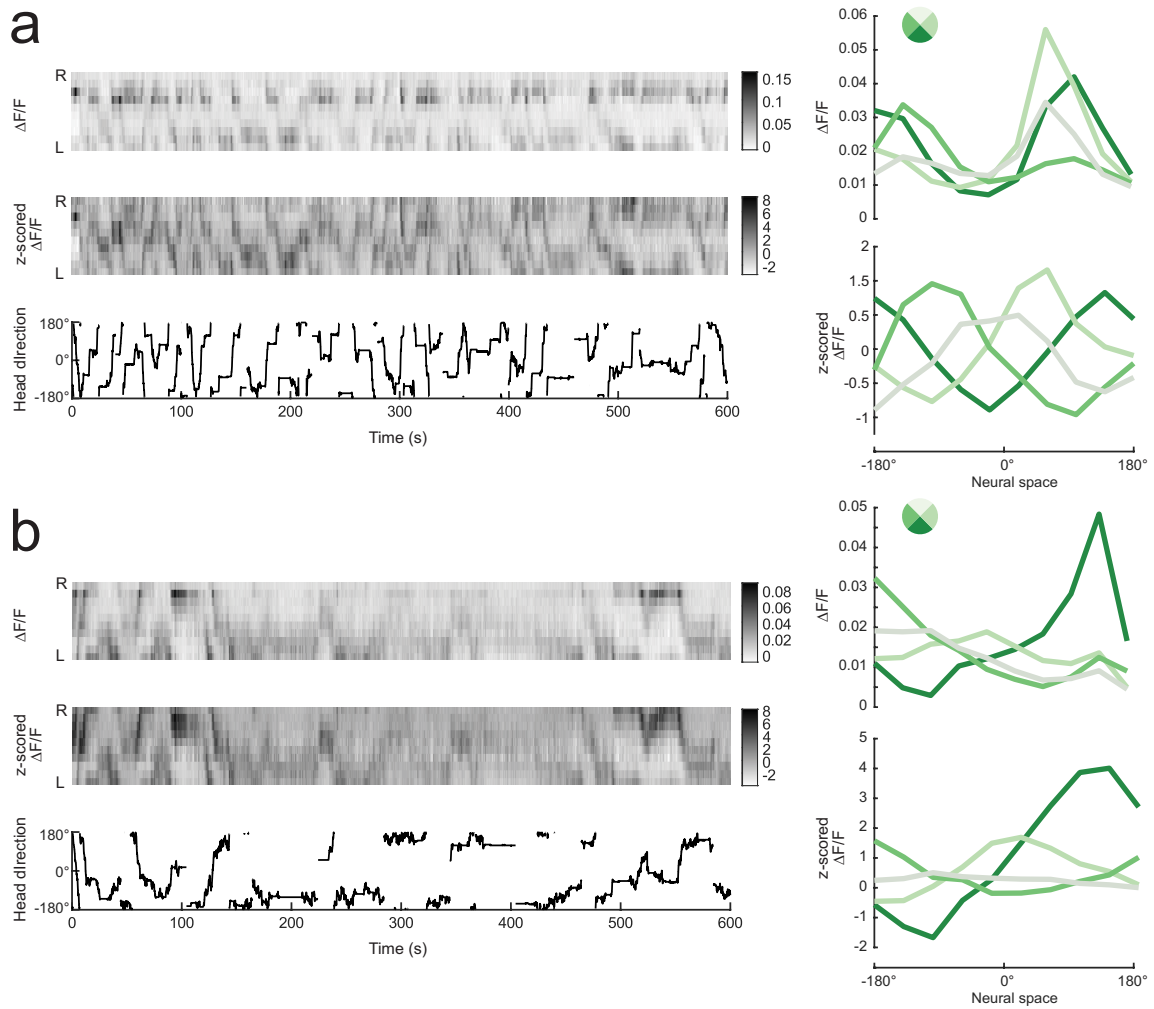 a
R
ΔF/F
L
0.15
0.1
0.05
0
R
z-scored
ΔF/F
L
8
6
4
2
0
-2
Head direction
180°
0°
-180°
0 100 200 300 400 500 600
Time (s)
0.06
0.05
0.04
0.03
0.02
0.01
0
ΔF/F
2
1.5
0.5
0
-0.5
-1
z-scored
ΔF/F
-180° 0° 180°
Neural space
b
R
ΔF/F
L
0.08
0.06
0.04
0.02
0
R
z-scored
ΔF/F
L
8
6
4
2
0
-2
Head direction
180°
0°
-180°
0 100 200 300 400 500 600
Time (s)
0.05
0.04
0.03
0.02
0.01
0
ΔF/F
5
4
3
2
1
0
-1
-2
z-scored
ΔF/F
-180° 0° 180°
Neural space